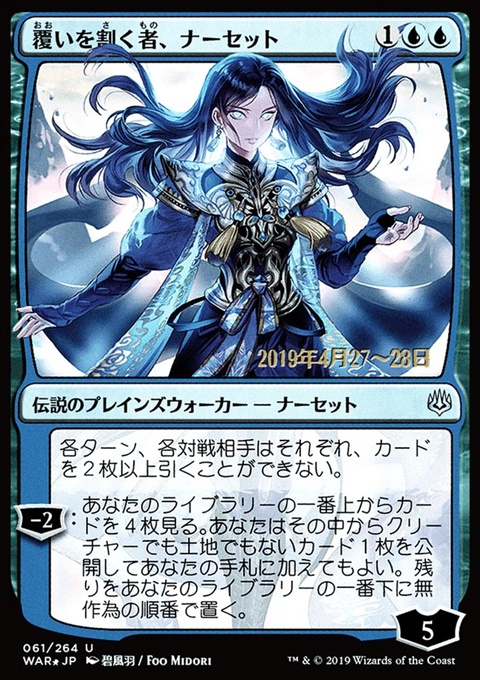 覆いを割く者、ナーセット
おお さ もの
1
2019年4月27～28日
伝説のプレインズウォーカー ― ナーセット
各ターン、各対戦相手はそれぞれ、カード
を２枚以上引くことができない。
-2：あなたのライブラリーの一番上からカー
ドを４枚見る。あなたはその中からクリー
チャーでも土地でもないカード１枚を公
開してあなたの手札に加えてもよい。残
りをあなたのライブラリーの一番下に無
作為の順番で置く。
5
061/264 U
WAR★JP 碧風羽/Foo Midori
™ & © 2019 Wizards of the Coast